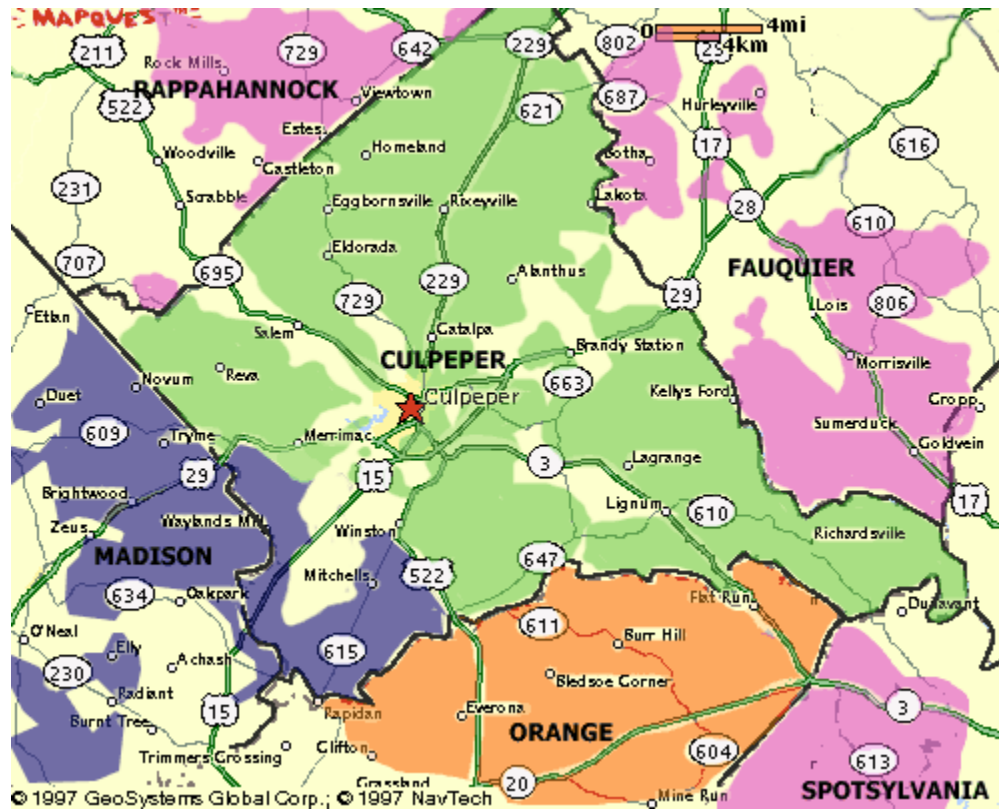 MAPQUEST
0 4mi
4km
211
729
642
229
802
29
Rock Mills
RAPPAHANNOCK
522
Viewtown
621
687
Hurleyville
Estes
17
616
Woodville
Homeland
Botha
Castleton
231
Scrabble
Eggbornsville
Rixeyville
Lakota
28
610
Eldorada
707
695
229
Alanthus
FAUQUIER
29
729
806
Etlan
Salem
Catalpa
Lois
Brandy Station
CULPEPER
Morrisville
Novum
Reva
663
Kellys Ford
Duet
Culpeper
Gropp
609
Tryme
Merrimac
Sumerduck
Goldvein
29
15
3
Lagrange
Brightwood
Lignum
610
17
Zeus
Waylands Mill
Winston
Richardsville
MADISON
647
Mitchells
522
634
Oakpark
Flat Run
Dunavant
O'Neal
611
Burr Hill
Elly
615
Achash
230
Bledsoe Corner
Radiant
15
Rapidan
Everona
3
Burnt Tree
ORANGE
Trimmers Crossing
Clifton
604
613
Grassland
20
SPOTSYLVANIA
Mine Run
© 1997 GeoSystems Global Corp.; © 1997 NavTech